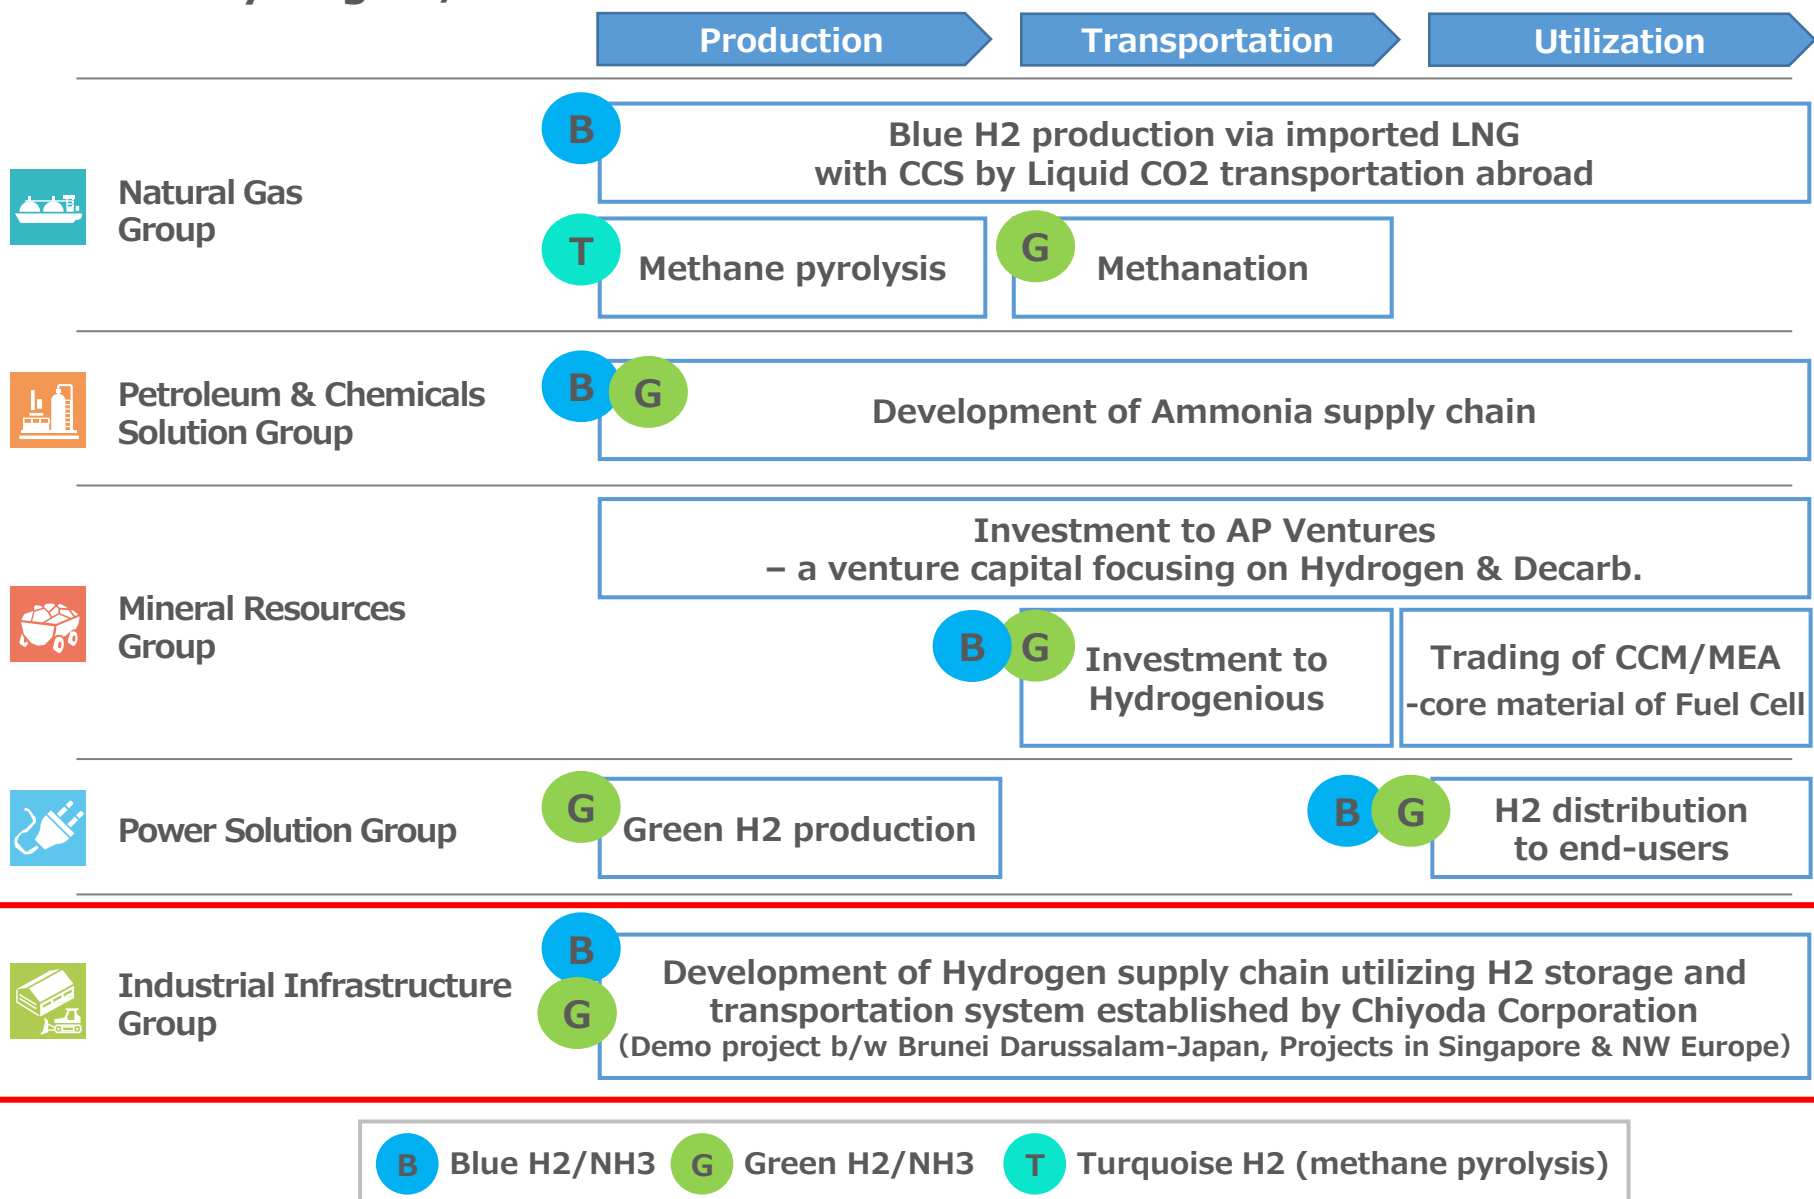 Production
Transportation
Utilization
B
Blue H2 production via imported LNG
with CCS by Liquid CO2 transportation abroad
Natural Gas
Group
T
Methane pyrolysis
G
Methanation
Petroleum & Chemicals
Solution Group
B
G
Development of Ammonia supply chain
Investment to AP Ventures
– a venture capital focusing on Hydrogen & Decarb.
Mineral Resources
Group
B
G
Investment to
Hydrogenious
Trading of CCM/MEA
-core material of Fuel Cell
Power Solution Group
G
Green H2 production
B
G
H2 distribution
to end-users
Industrial Infrastructure
Group
B
G
Development of Hydrogen supply chain utilizing H2 storage and
transportation system established by Chiyoda Corporation
(Demo project b/w Brunei Darussalam-Japan, Projects in Singapore & NW Europe)
B Blue H2/NH3
G Green H2/NH3
T Turquoise H2 (methane pyrolysis)